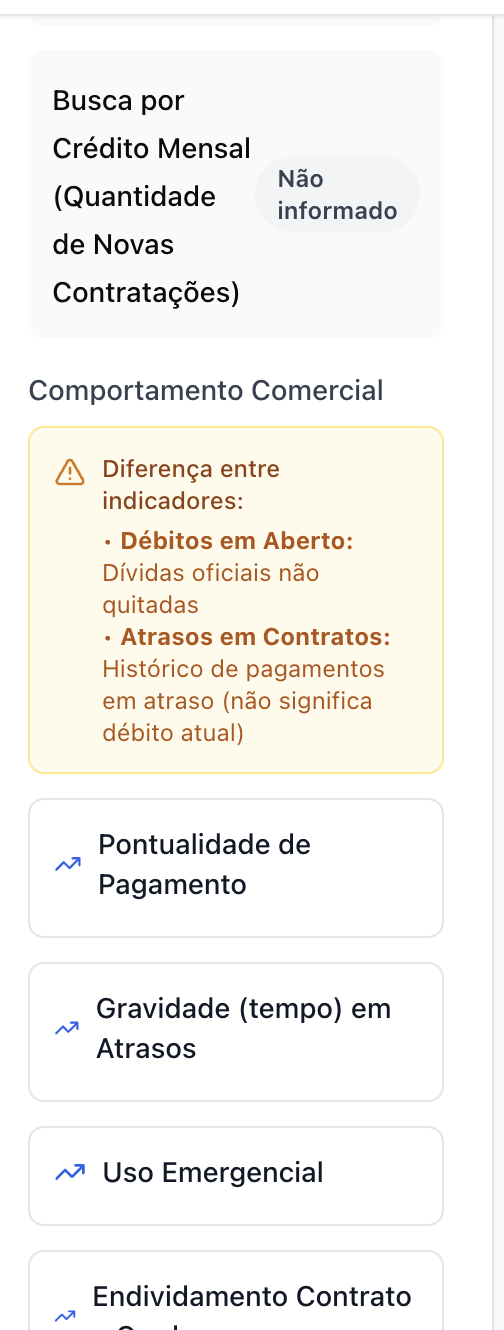 Busca por
Crédito Mensal
(Quantidade
de Novas
Contratações)
Não
informado
Comportamento Comercial
Diferença entre
indicadores:
• Débitos em Aberto:
Dívidas oficiais não
quitadas
• Atrasos em Contratos:
Histórico de pagamentos
em atraso (não significa
débito atual)
Pontualidade de
Pagamento
Gravidade (tempo) em
Atrasos
Uso Emergencial
Endividamento Contrato